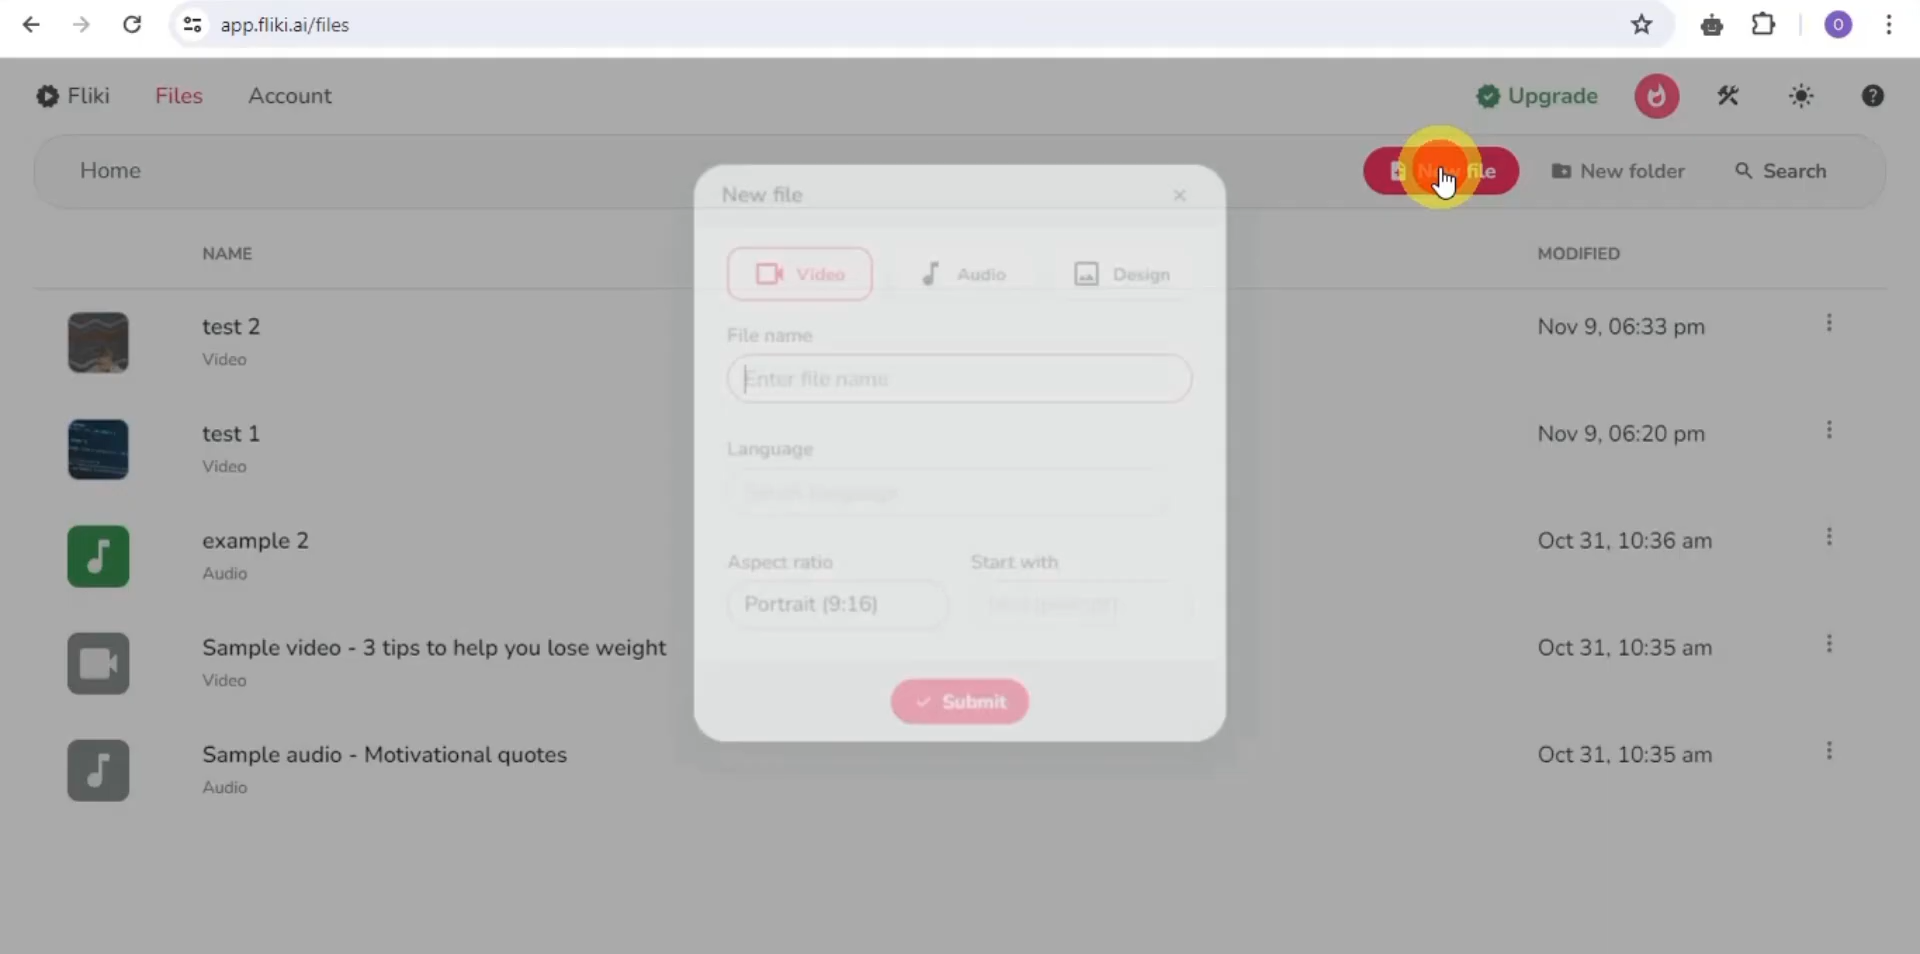 app.fliki.ai/files
O
Fliki Files Account Upgrade
Home New file New folder Search
New file
NAME MODIFIED
Video Audio Design
test 2 Nov 9, 06:33 pm
Video
File name
Enter file name
test 1 Nov 9, 06:20 pm
Video
Language
example 2 Oct 31, 10:36 am
Audio
Aspect ratio Start with
Portrait (9:16)
Sample video - 3 tips to help you lose weight Oct 31, 10:35 am
Video
Submit
Sample audio - Motivational quotes Oct 31, 10:35 am
Audio